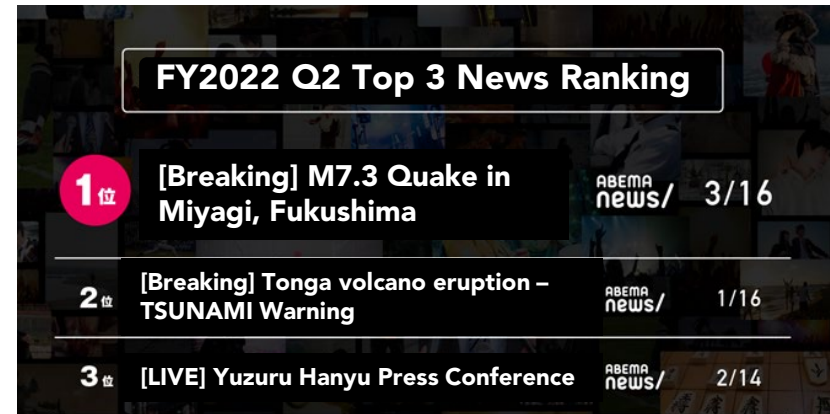 FY2022 Q2 Top 3 News Ranking
1位 [Breaking] M7.3 Quake in
Miyagi, Fukushima
ABEMA
news/ 3/16
2位 [Breaking] Tonga volcano eruption –
TSUNAMI Warning
ABEMA
news/ 1/16
3位 [LIVE] Yuzuru Hanyu Press Conference
ABEMA
news/ 2/14